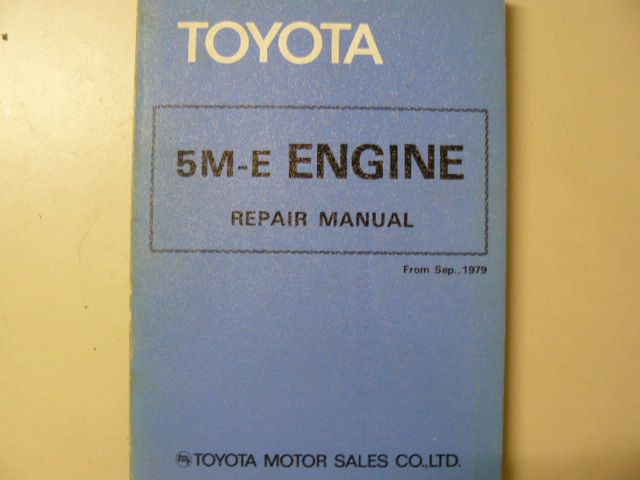 TOYOTA
5M-E ENGINE
REPAIR MANUAL
From Sep., 1979
TOYOTA MOTOR SALES CO.,LTD.